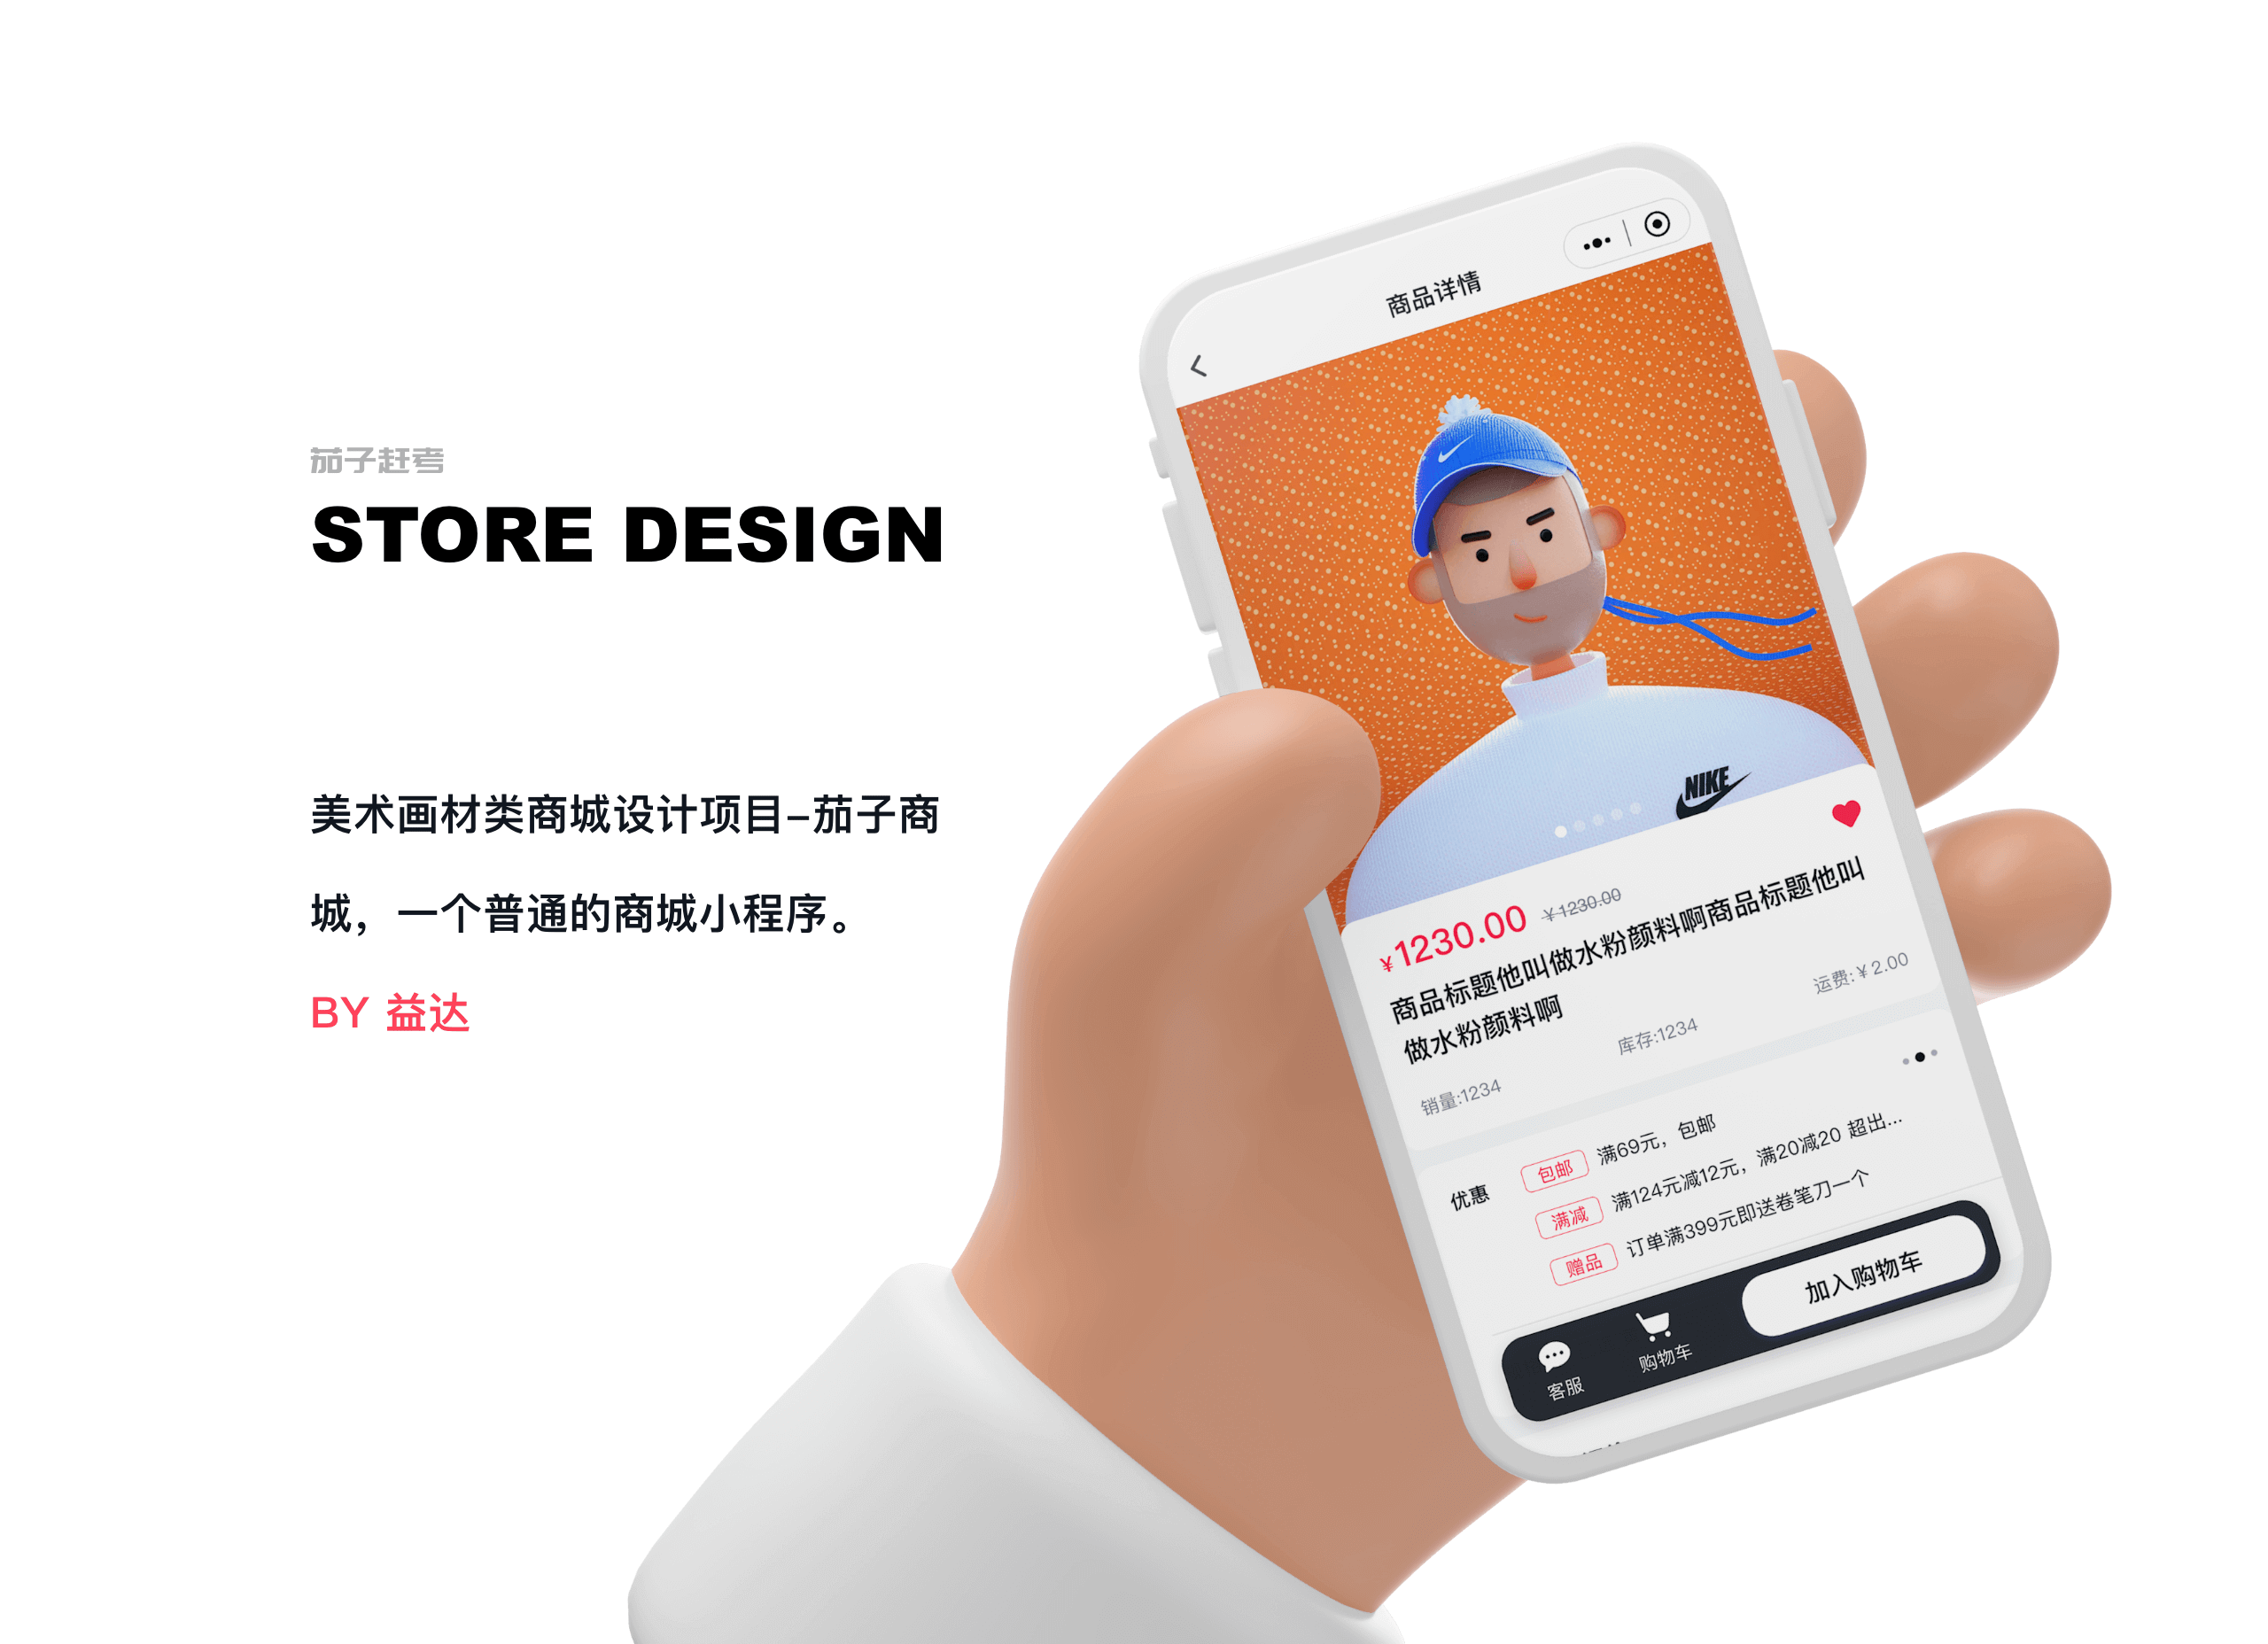 茄子赶考
STORE DESIGN
美术画材类商城设计项目–茄子商
城，一个普通的商城小程序。
BY 益达
商品详情
NIKE
¥1230.00 ¥1230.00
商品标题他叫做水粉颜料啊商品标题他叫
做水粉颜料啊
销量:1234 库存:1234 运费:¥2.00
优惠
包邮 满69元，包邮
满减 满124元减12元，满20减20 超出...
赠品 订单满399元即送卷笔刀一个
客服
购物车
加入购物车